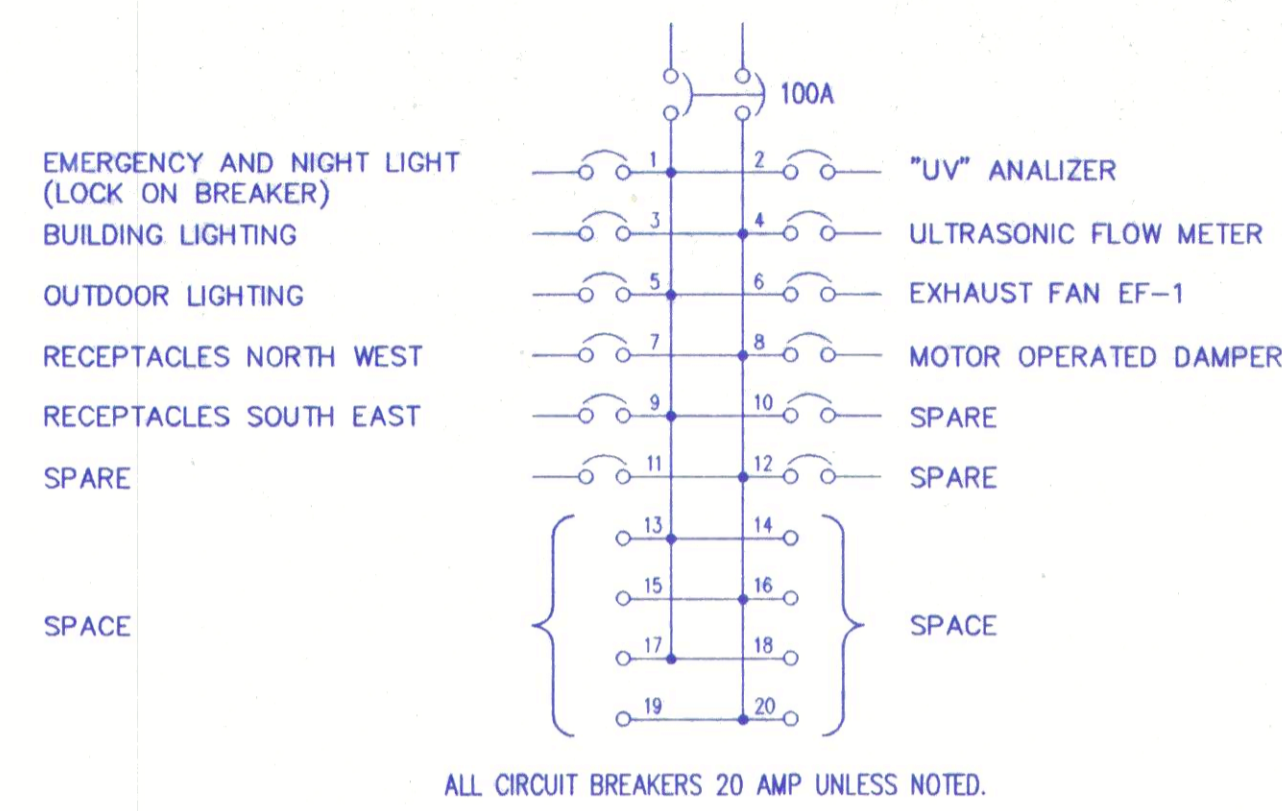 100A
EMERGENCY AND NIGHT LIGHT 1 2 "UV" ANALIZER
(LOCK ON BREAKER)
BUILDING LIGHTING 3 4 ULTRASONIC FLOW METER
OUTDOOR LIGHTING 5 6 EXHAUST FAN EF-1
RECEPTACLES NORTH WEST 7 8 MOTOR OPERATED DAMPER
RECEPTACLES SOUTH EAST 9 10 SPARE
SPARE 11 12 SPARE
13 14
15 16
SPACE SPACE
17 18
19 20
ALL CIRCUIT BREAKERS 20 AMP UNLESS NOTED.